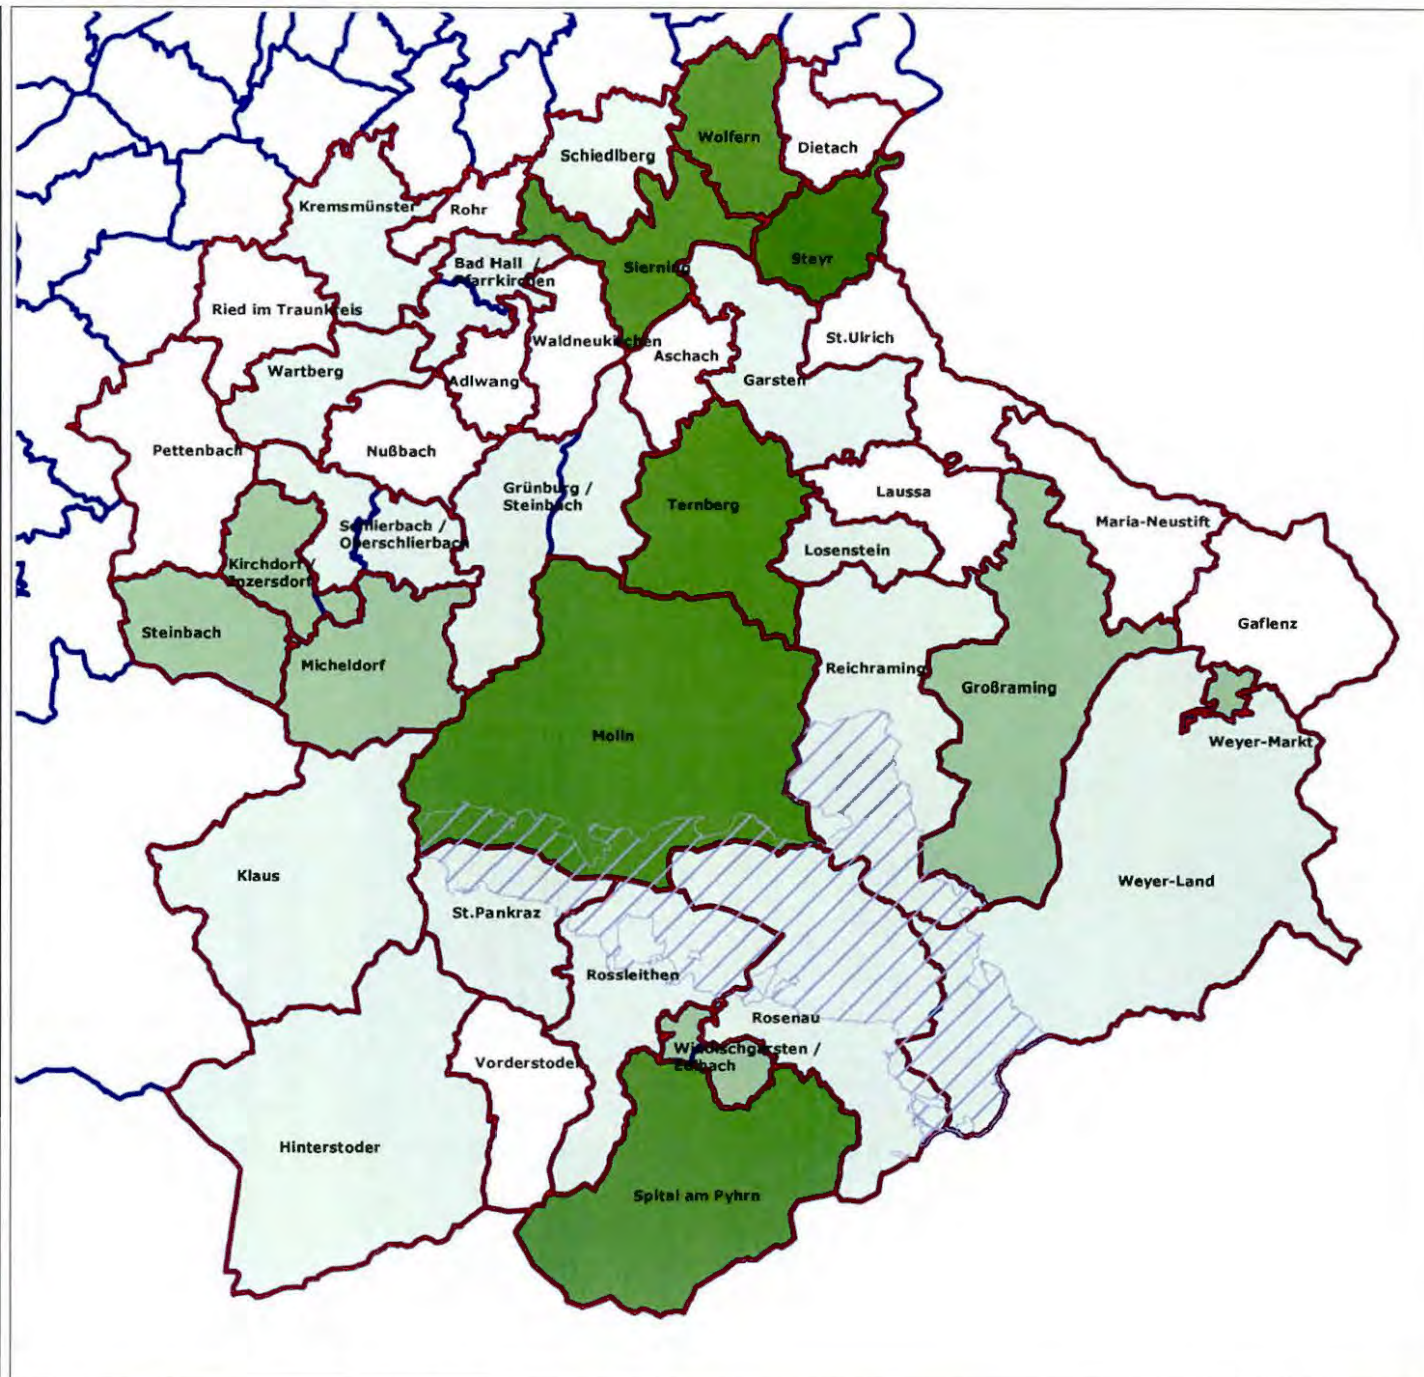 Wolfern
Dietach
Schiedlberg
Kremsmünster
Rohr
Steyr
Bad Hall /
Pfarrkirchen
Sierning
Ried im Traunkreis
St.Ulrich
Waldneukirchen
Aschach
Wartberg
Adlwang
Garsten
Pettenbach
Nußbach
Grünburg /
Steinbach
Laussa
Ternberg
Maria-Neustift
Schlierbach /
Oberschlierbach
Losenstein
Kirchdorf /
Inzersdorf
Steinbach
Gaflenz
Micheldorf
Reichraming
Großraming
Molln
Weyer-Markt
Klaus
Weyer-Land
St.Pankraz
Rossleithen
Rosenau
Windischgarsten /
Edlbach
Vorderstoder
Hinterstoder
Spital am Pyhrn